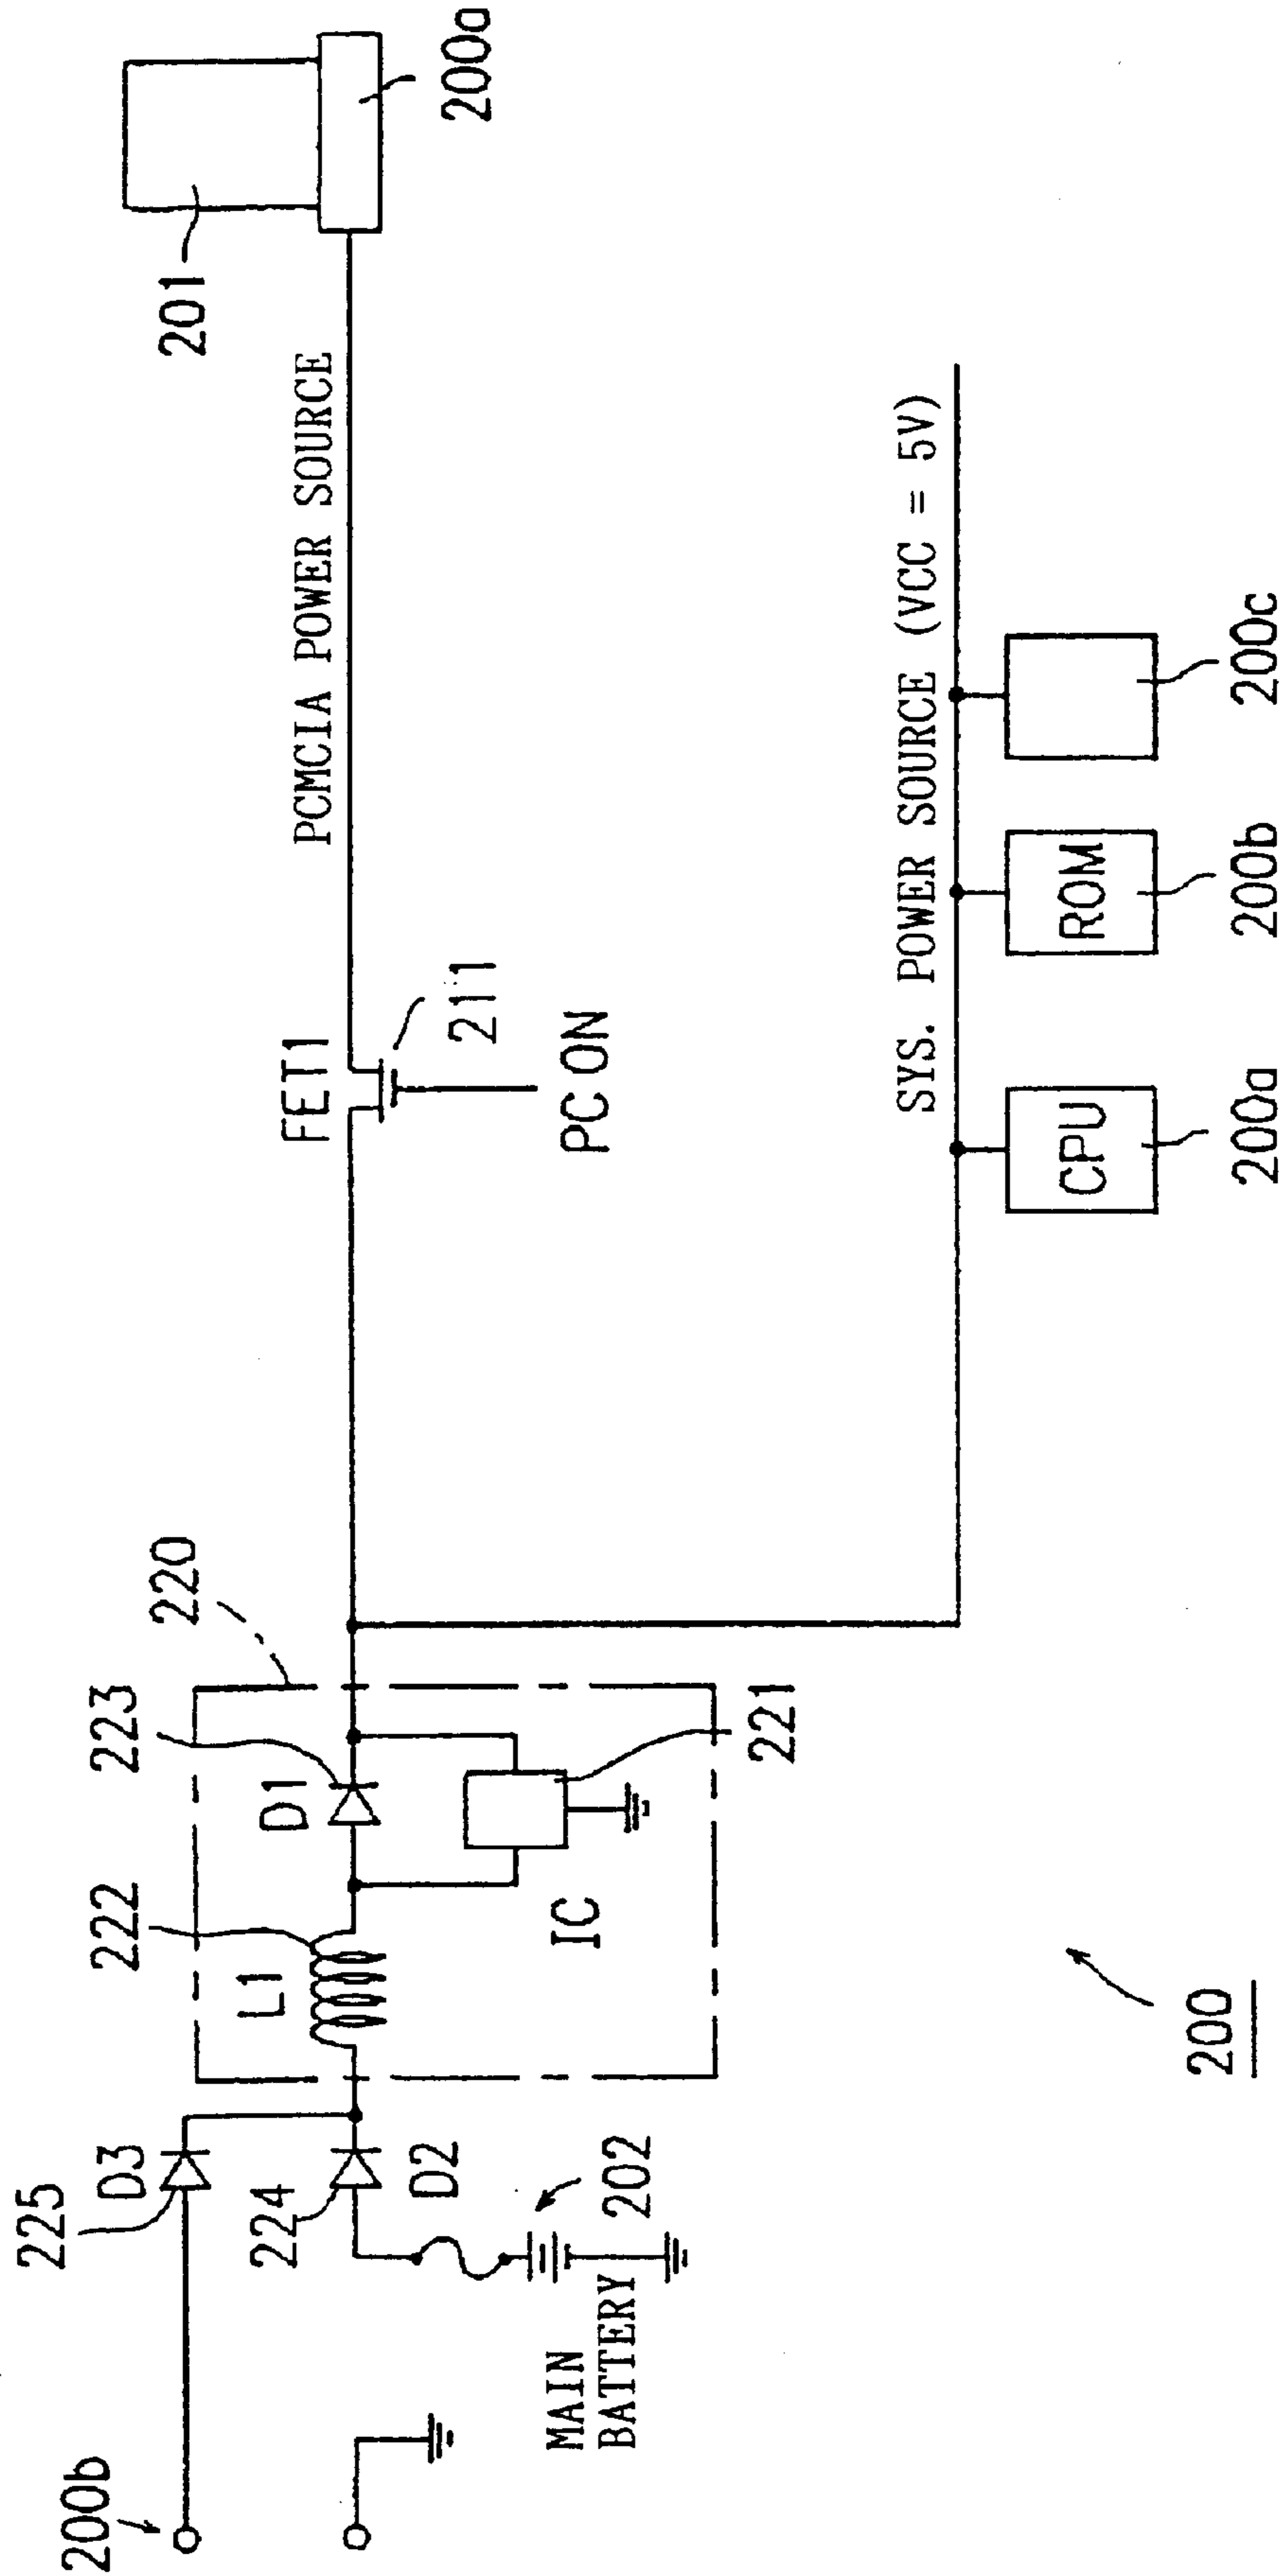 200b
225
D3
224
D2
MAIN
BATTERY
202
220
222
L1
223
D1
IC
221
FET1
211
PC ON
PCMCIA POWER SOURCE
201
200a
SYS. POWER SOURCE (VCC = 5V)
CPU
200a
ROM
200b
200c
200